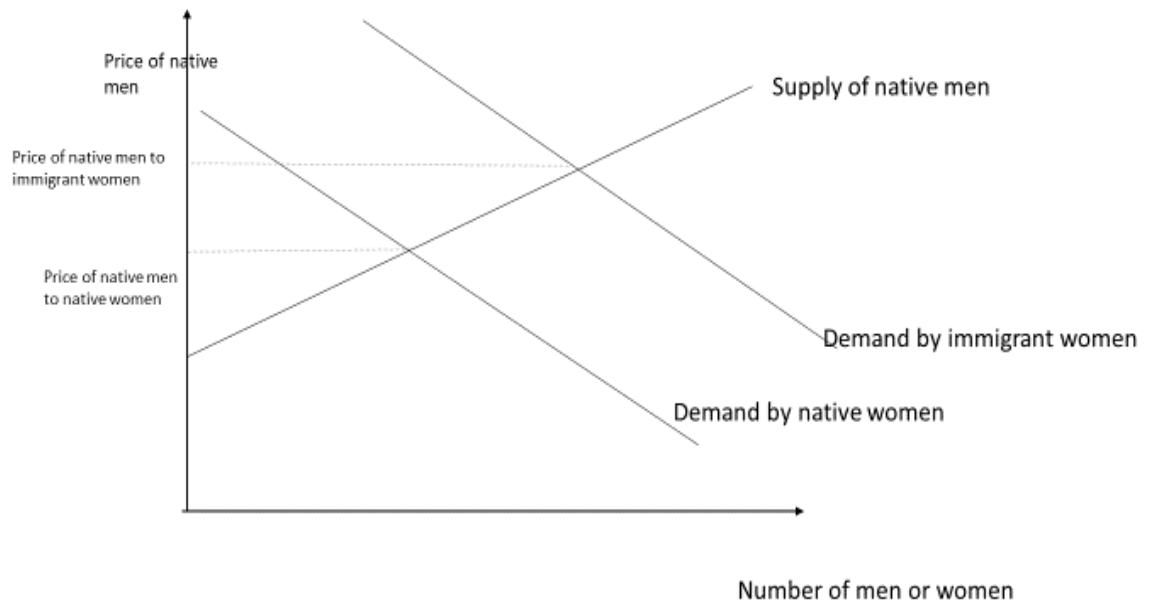 Price of native
men
Supply of native men
Price of native men to
immigrant women
Price of native men
to native women
Demand by immigrant women
Demand by native women
Number of men or women